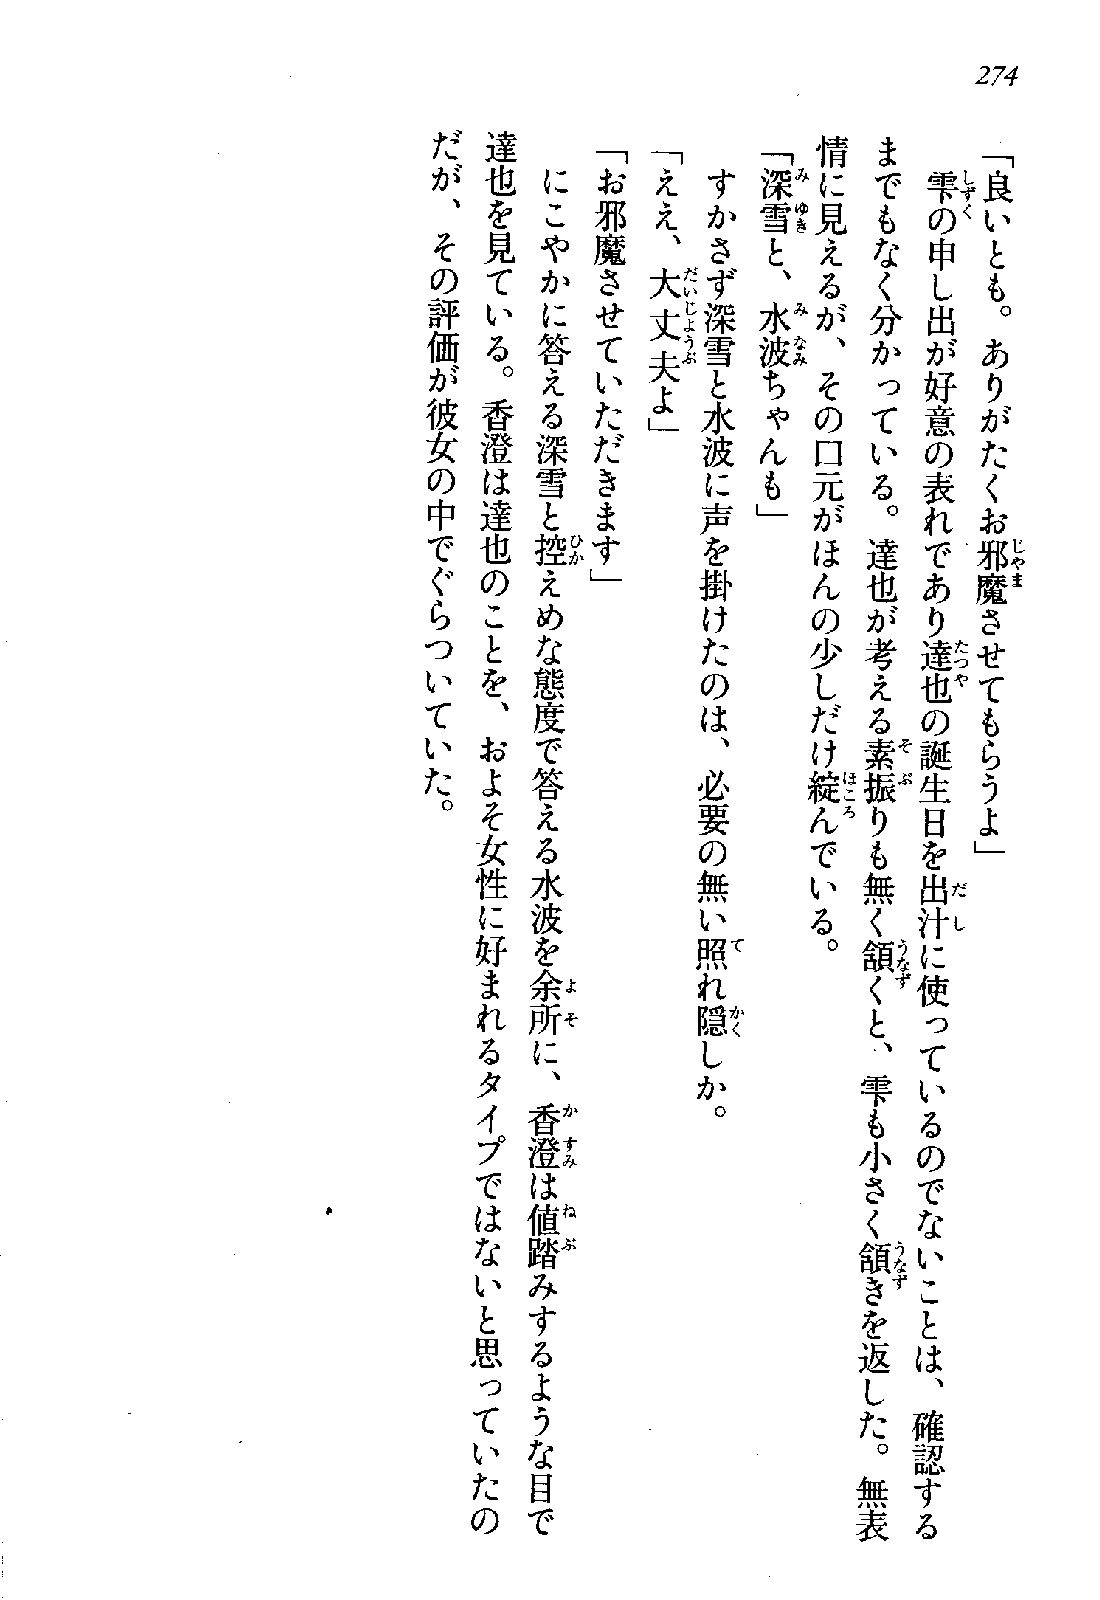 274
「良いとも。ありがたくお邪魔させてもらうよ」
雫の申し出が好意の表れであり達也の誕生日を出汁に使っているのでないことは、確認する
までもなく分かっている。達也が考える素振りも無く頷くと、雫も小さく頷きを返した。無表
情に見えるが、その口元がほんの少しだけ綻んでいる。
「深雪と、水波ちゃんも」
すかさず深雪と水波に声を掛けたのは、必要の無い照れ隠しか。
「ええ、大丈夫よ」
「お邪魔させていただきます」
にこやかに答える深雪と控えめな態度で答える水波を余所に、香澄は値踏みするような目で
達也を見ている。香澄は達也のことを、およそ女性に好まれるタイプではないと思っていたの
だが、その評価が彼女の中でぐらついていた。